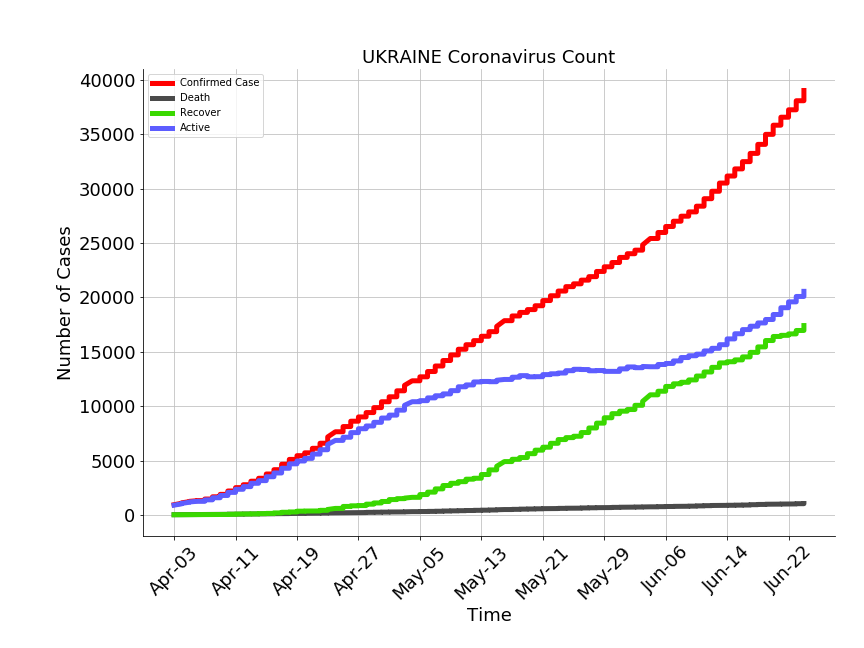 UKRAINE Coronavirus Count
Confirmed Case
Death
Recover
Active
Number of Cases
40000
35000
30000
25000
20000
15000
10000
5000
0
Apr-03
Apr-11
Apr-19
Apr-27
May-05
May-13
May-21
May-29
Jun-06
Jun-14
Jun-22
Time